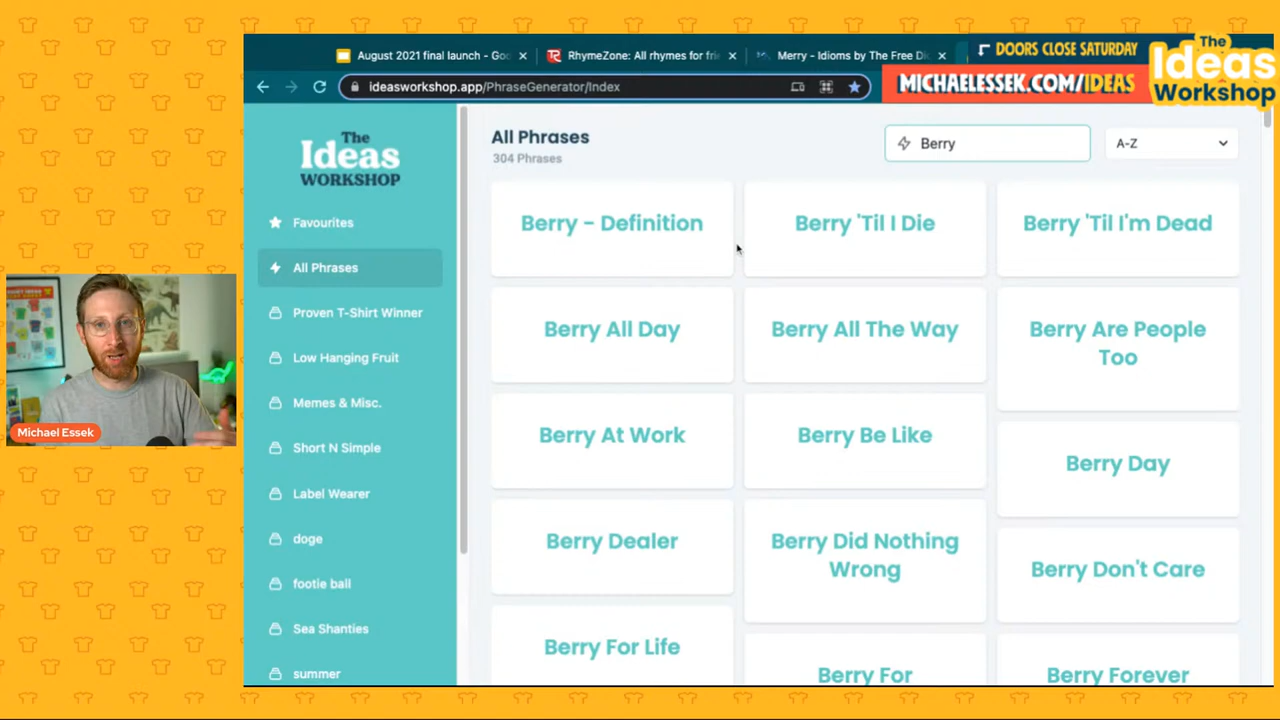 August 2021 final launch - Goo
RhymeZone: All rhymes for frie
Merry - Idioms by The Free Di
DOORS CLOSE SATURDAY
MICHAELESSEK.COM/IDEAS
The
Ideas
Workshop
ideasworkshop.app/PhraseGenerator/Index
The
Ideas
WORKSHOP
Favourites
All Phrases
Proven T-Shirt Winner
Low Hanging Fruit
Memes & Misc.
Short N Simple
Label Wearer
doge
footie ball
Sea Shanties
summer
All Phrases
304 Phrases
Berry
A-Z
Berry - Definition
Berry 'Til I Die
Berry 'Til I'm Dead
Berry All Day
Berry All The Way
Berry Are People
Too
Berry At Work
Berry Be Like
Berry Day
Berry Dealer
Berry Did Nothing
Wrong
Berry Don't Care
Berry For Life
Berry For
Berry Forever
Michael Essek